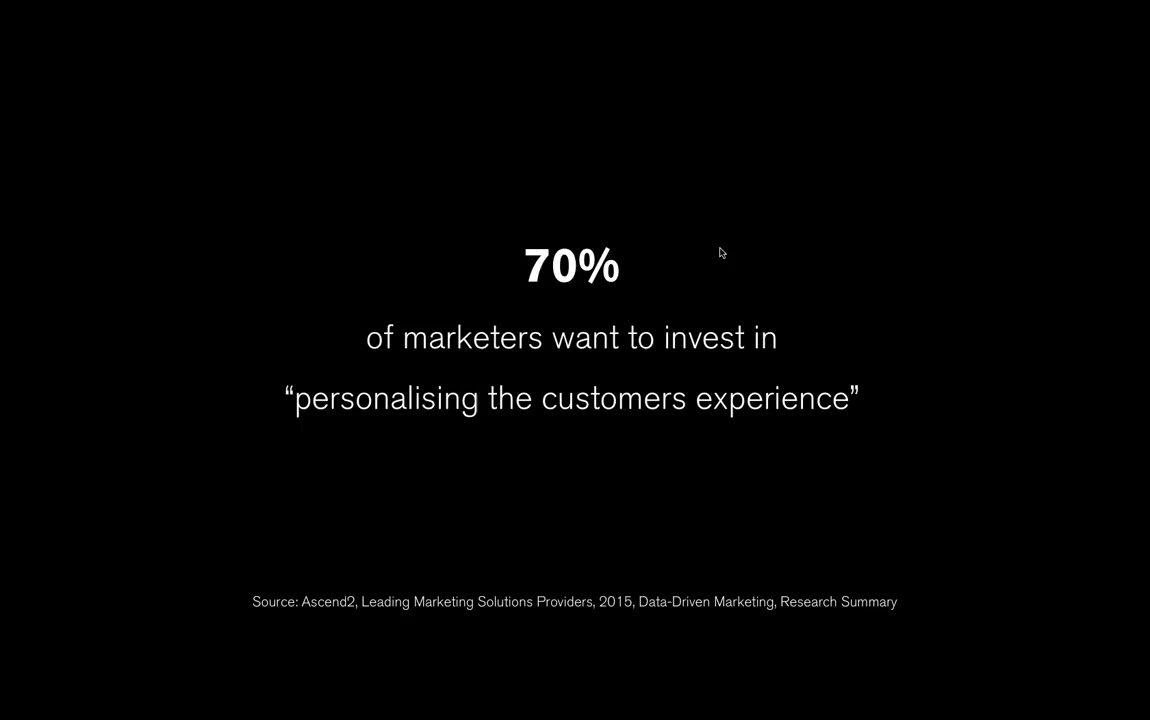 70%
of marketers want to invest in
“personalising the customers experience”
Source: Ascend2, Leading Marketing Solutions Providers, 2015, Data-Driven Marketing, Research Summary